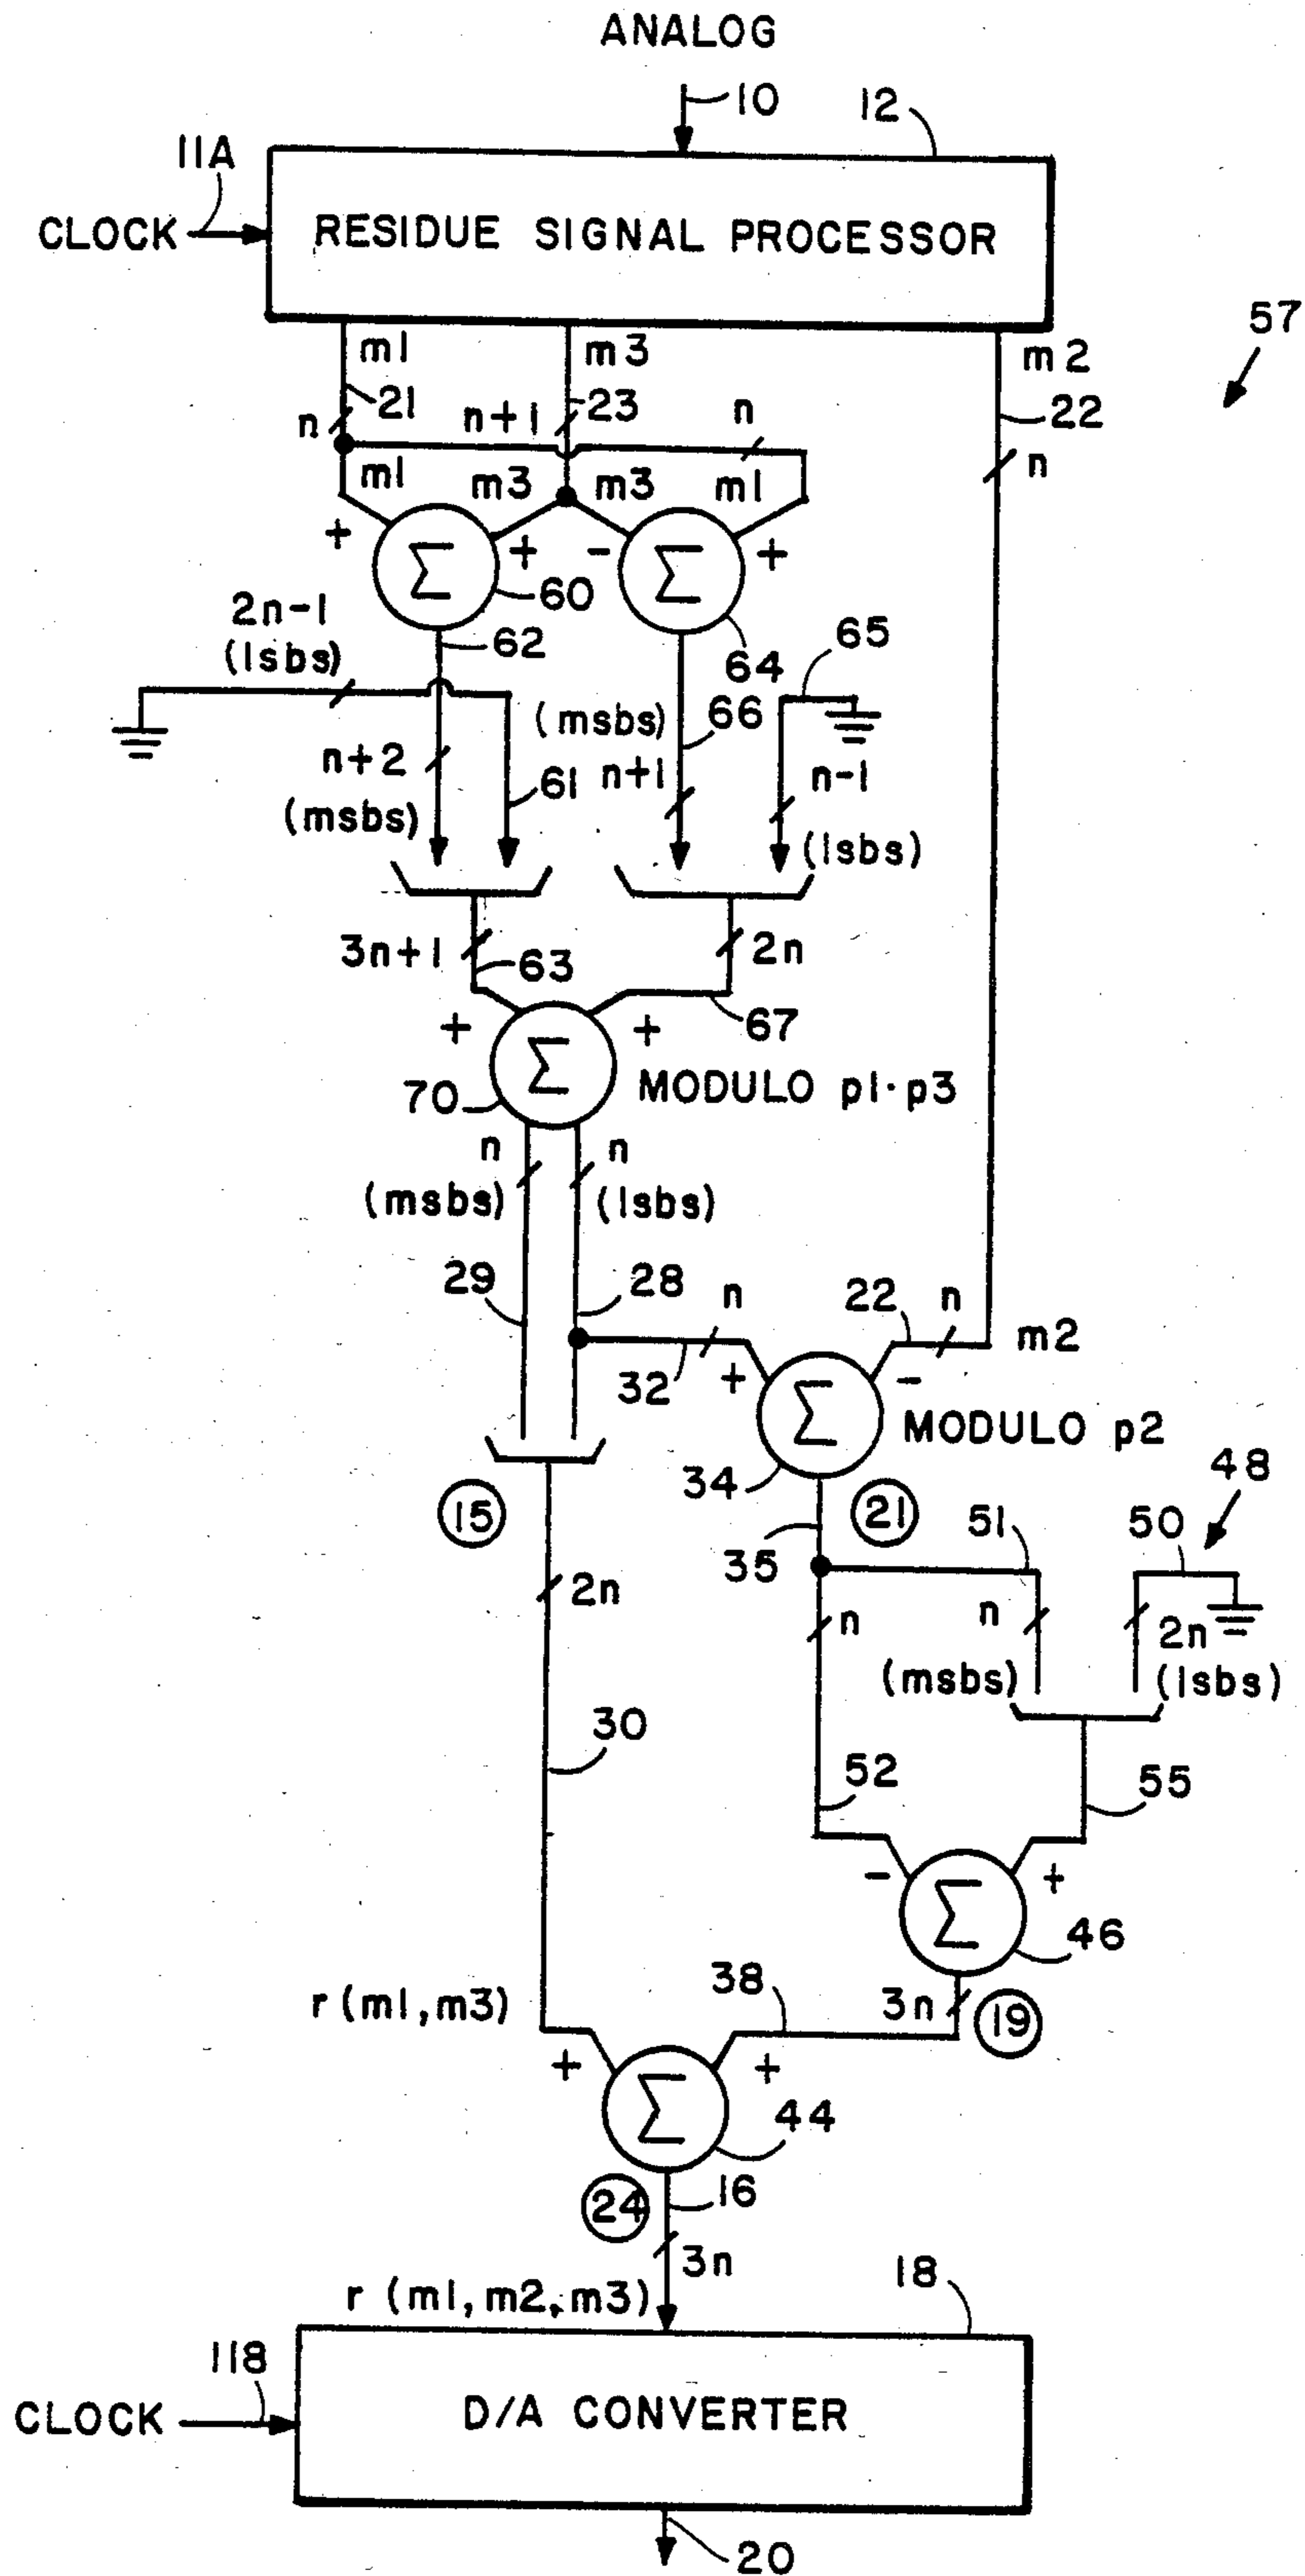 ANALOG
10
12
11A
CLOCK
RESIDUE SIGNAL PROCESSOR
57
m1
m3
m2
21
23
22
n
n+1
n
n
m1
m3
m3
m1
+
+
-
+
Σ
Σ
60
64
2n-1
(lsbs)
62
65
(msbs)
66
n+2
(msbs)
61
n+1
n-1
(lsbs)
3n+1
63
2n
67
+
+
Σ
70
MODULO p1·p3
n
n
(msbs)
(lsbs)
29
28
n
22
n
m2
32
+
-
Σ
MODULO p2
34
48
15
21
51
50
35
2n
n
n
2n
(msbs)
(lsbs)
30
52
55
-
+
Σ
46
38
r (m1,m3)
3n
19
+
+
Σ
44
24
16
3n
r (m1,m2,m3)
18
118
CLOCK
D/A CONVERTER
20